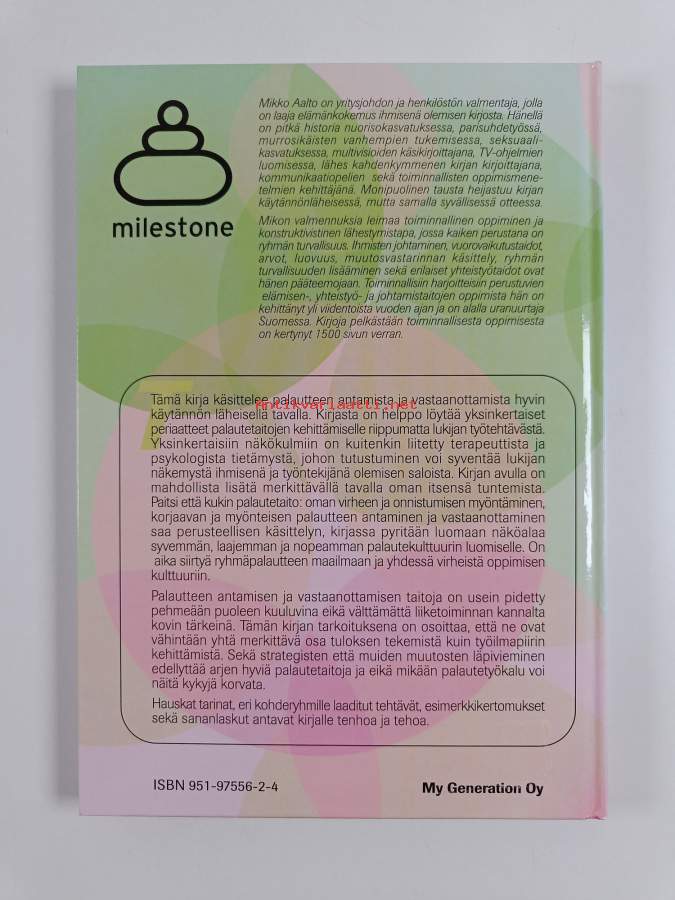 milestone
Mikko Aalto on yritysjohdon ja henkilöstön valmentaja, jolla
on laaja elämänkokemus ihmisenä olemisen kirjosta. Hänellä
on pitkä historia nuorisokasvatuksessa, parisuhdetyössä,
murrosikäisten vanhempien tukemisessa, seksuaali-
kasvatuksessa, multivisioiden käsikirjoittajana, TV-ohjelmien
luomisessa, lähes kahdenkymmenen kirjan kirjoittajana,
kommunikaatiopelien sekä toiminnallisten oppimismene-
telmien kehittäjänä. Monipuolinen tausta heijastuu kirjan
käytännönläheisessä, mutta samalla syvällisessä otteessa.
Mikon valmennuksia leimaa toiminnallinen oppiminen ja
konstruktivistinen lähestymistapa, jossa kaiken perustana on
ryhmän turvallisuus. Ihmisten johtaminen, vuorovaikutustaidot,
arvot, luovuus, muutosvastarinnan käsittely, ryhmän
turvallisuuden lisääminen sekä erilaiset yhteistyötaidot ovat
hänen pääteemojaan. Toiminnallisiin harjoitteisiin perustuvien
elämisen-, yhteistyö- ja johtamistaitojen oppimista hän on
kehittänyt yli viidentoista vuoden ajan ja on alalla uranuurtaja
Suomessa. Kirjoja pelkästään toiminnallisesta oppimisesta
on kertynyt 1500 sivun verran.
Tämä kirja käsittelee palautteen antamista ja vastaanottamista hyvin
Antikvariaatti.net
käytännön läheisellä tavalla. Kirjasta on helppo löytää yksinkertaiset
periaatteet palautetaitojen kehittämiselle riippumatta lukijan työtehtävästä.
Yksinkertaisiin näkökulmiin on kuitenkin liitetty terapeuttista ja
psykologista tietämystä, johon tutustuminen voi syventää lukijan
näkemystä ihmisenä ja työntekijänä olemisen saloista. Kirjan avulla on
mahdollista lisätä merkittävällä tavalla oman itsensä tuntemista.
Paitsi että kukin palautetaito: oman virheen ja onnistumisen myöntäminen,
korjaavan ja myönteisen palautteen antaminen ja vastaanottaminen
saa perusteellisen käsittelyn, kirjassa pyritään luomaan näköalaa
syvemmän, laajemman ja nopeamman palautekulttuurin luomiselle. On
aika siirtyä ryhmäpalautteen maailmaan ja yhdessä virheistä oppimisen
kulttuuriin.
Palautteen antamisen ja vastaanottamisen taitoja on usein pidetty
pehmeään puoleen kuuluvina eikä välttämättä liiketoiminnan kannalta
kovin tärkeinä. Tämän kirjan tarkoituksena on osoittaa, että ne ovat
vähintään yhtä merkittävä osa tuloksen tekemistä kuin työilmapiirin
kehittämistä. Sekä strategisten että muiden muutosten läpivieminen
edellyttää arjen hyviä palautetaitoja ja eikä mikään palautetyökalu voi
näitä kykyjä korvata.
Hauskat tarinat, eri kohderyhmille laaditut tehtävät, esimerkkikertomukset
sekä sananlaskut antavat kirjalle tenhoa ja tehoa.
ISBN 951-97556-2-4
My Generation Oy